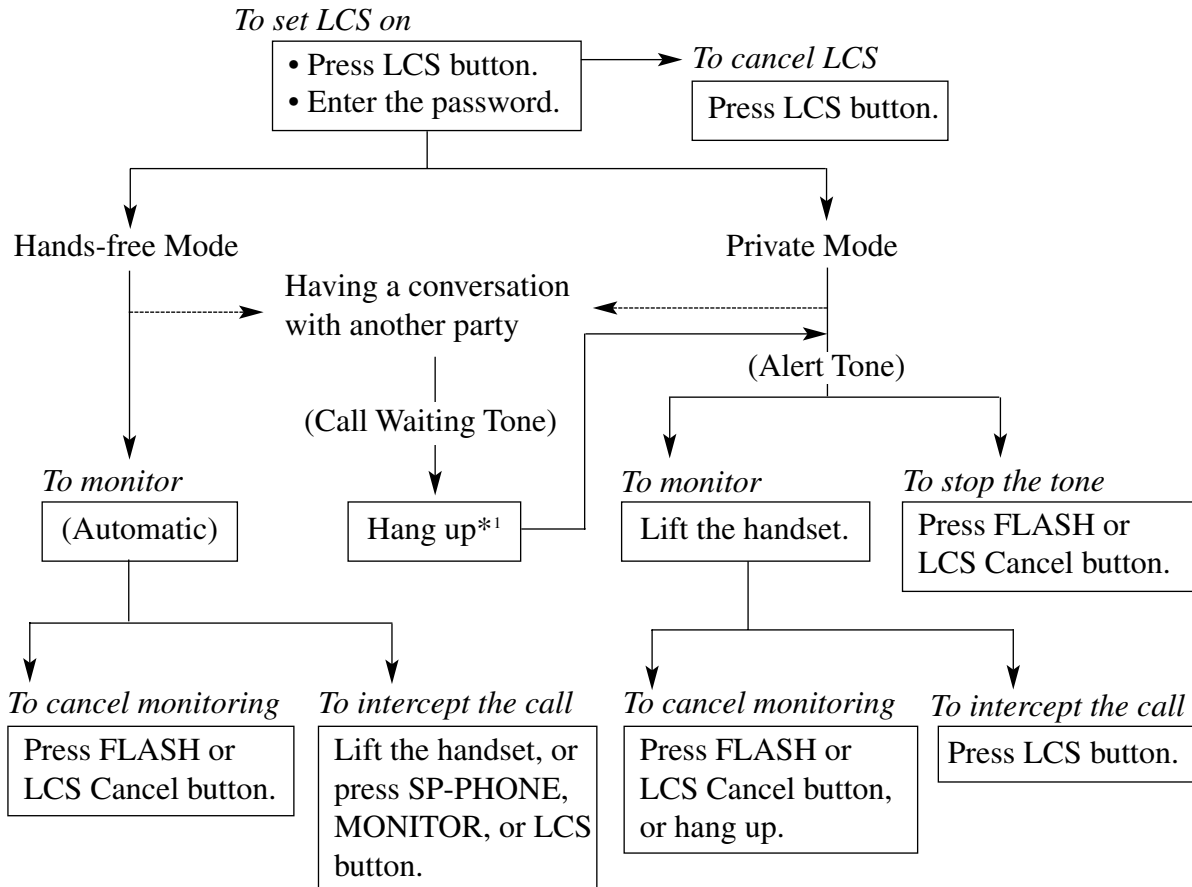 To set LCS on
• Press LCS button.
• Enter the password.
To cancel LCS
Press LCS button.
Hands-free Mode
Private Mode
Having a conversation
with another party
(Alert Tone)
(Call Waiting Tone)
To monitor
(Automatic)
Hang up*1
To monitor
Lift the handset.
To stop the tone
Press FLASH or
LCS Cancel button.
To cancel monitoring
Press FLASH or
LCS Cancel button.
To intercept the call
Lift the handset, or
press SP-PHONE,
MONITOR, or LCS
button.
To cancel monitoring
Press FLASH or
LCS Cancel button,
or hang up.
To intercept the call
Press LCS button.